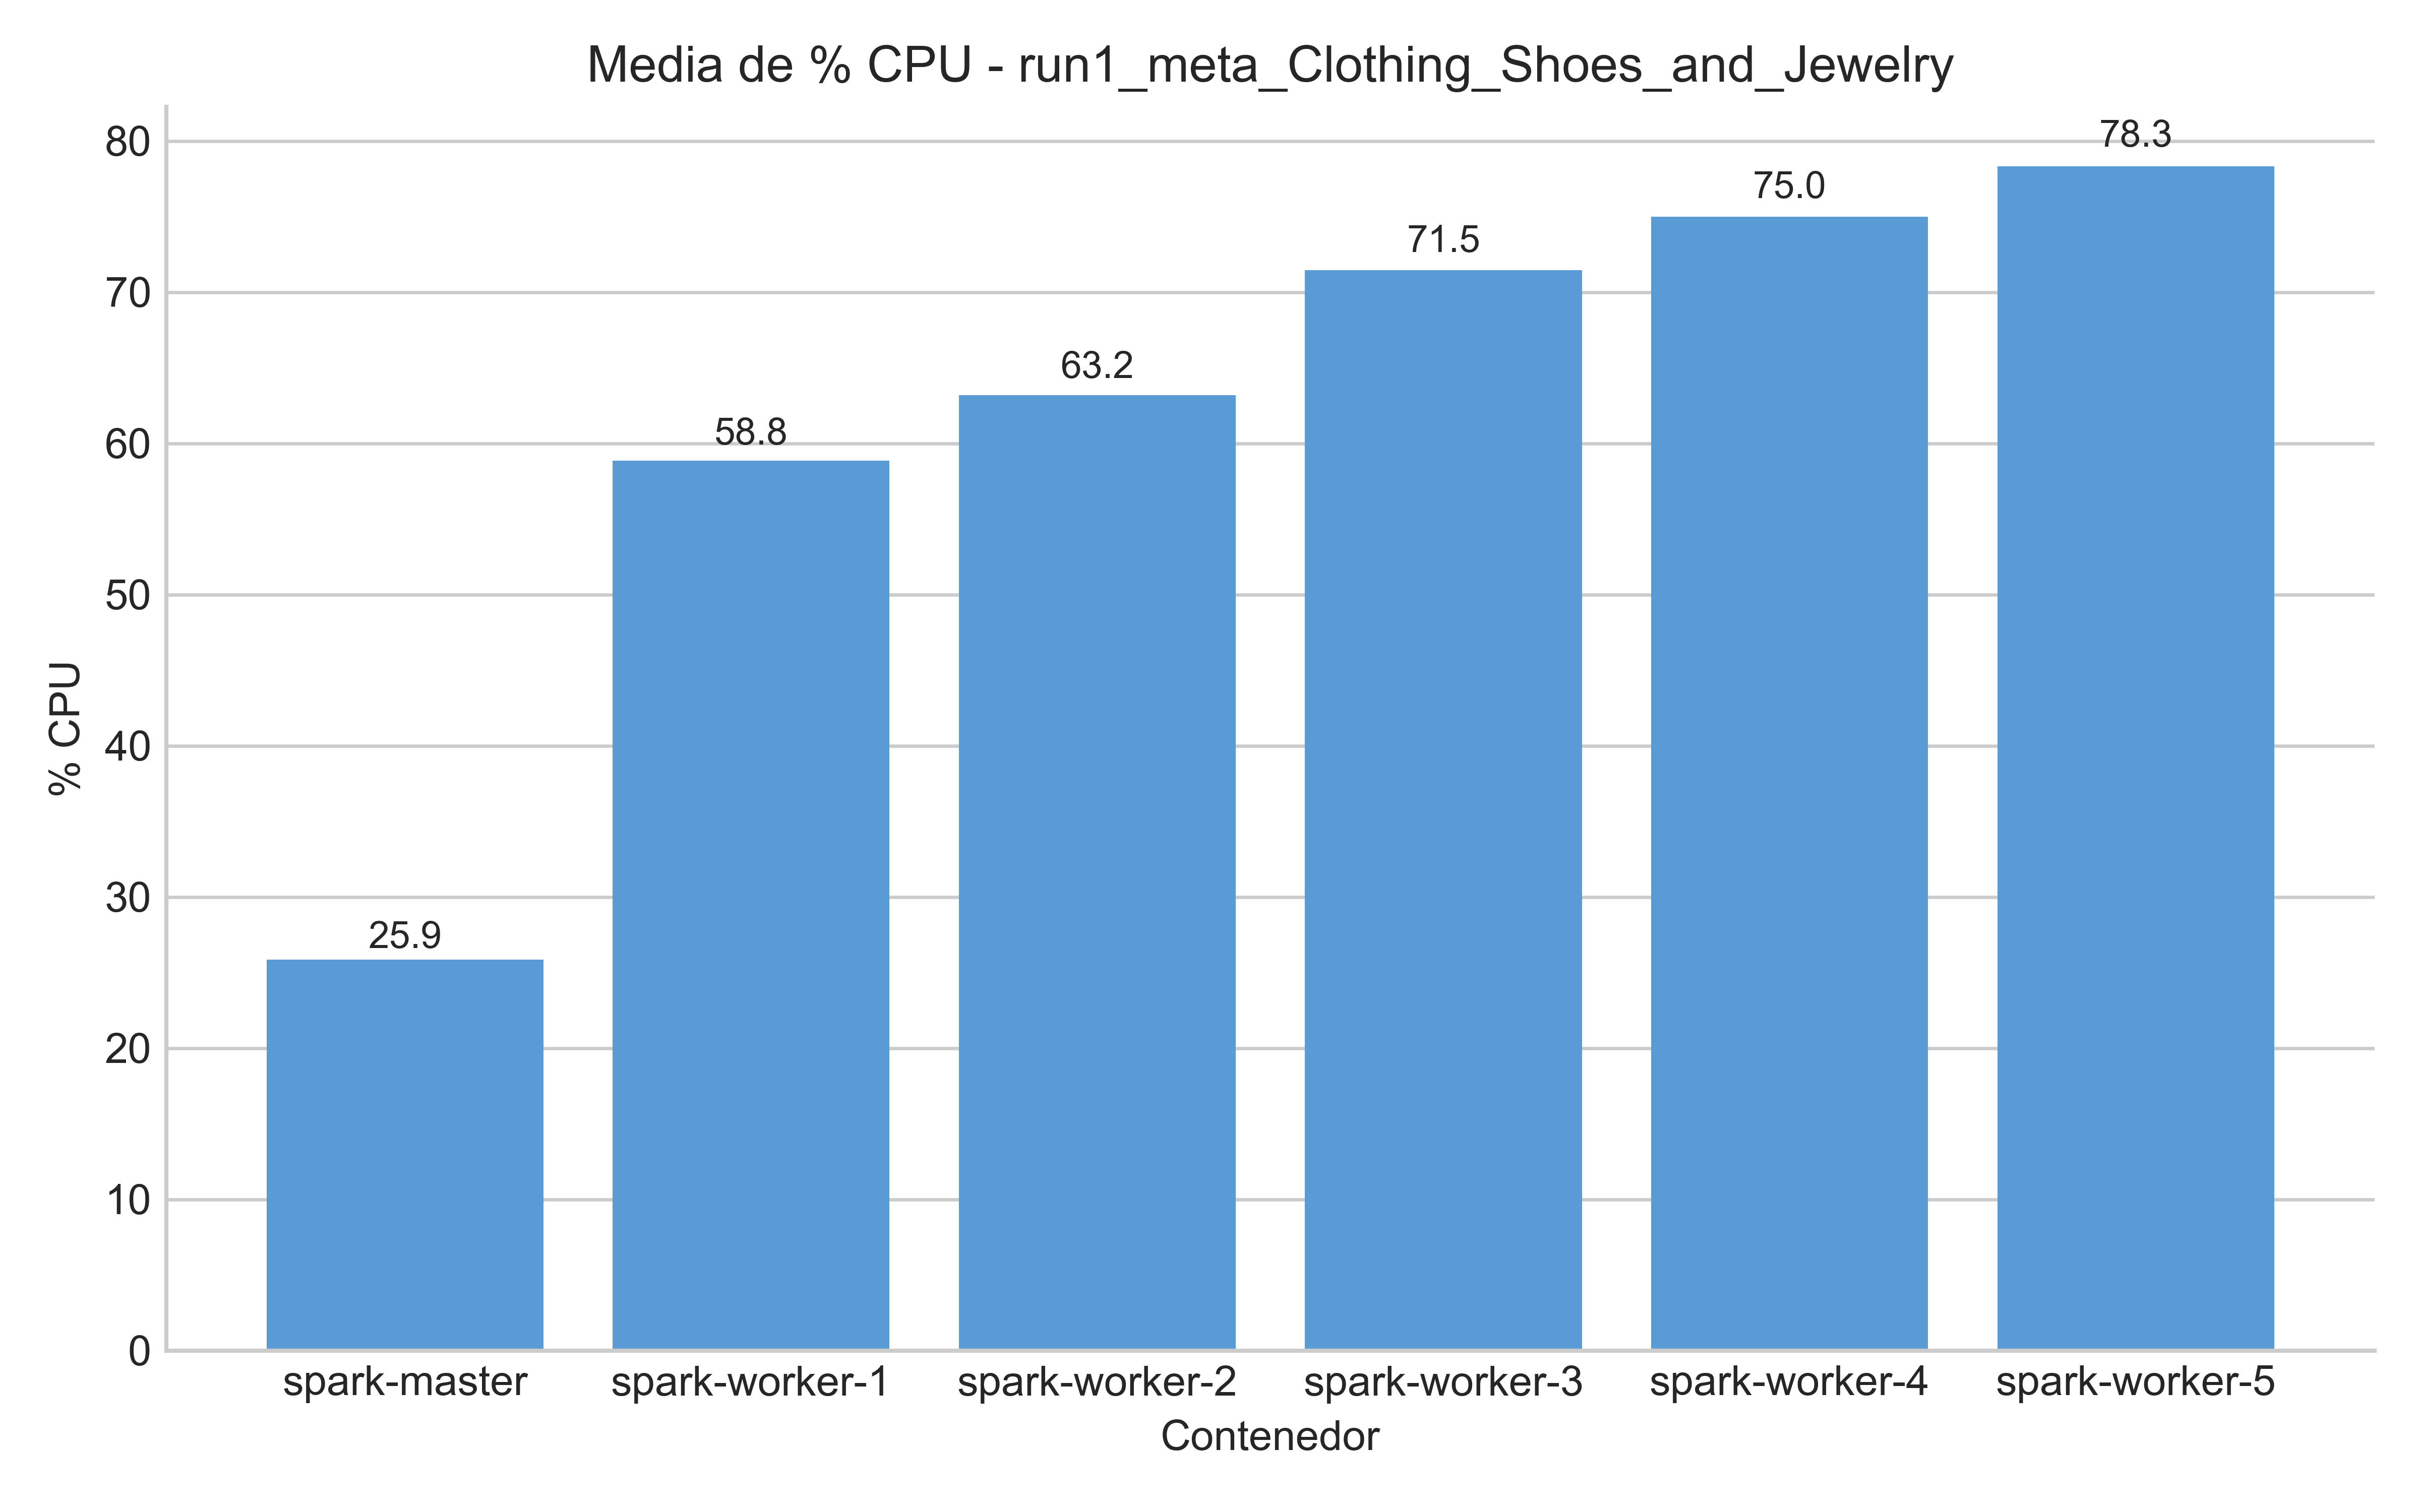 Media de % CPU - run1_meta_Clothing_Shoes_and_Jewelry
% CPU
80
70
60
50
40
30
20
10
0
25.9
58.8
63.2
71.5
75.0
78.3
spark-master
spark-worker-1
spark-worker-2
spark-worker-3
spark-worker-4
spark-worker-5
Contenedor